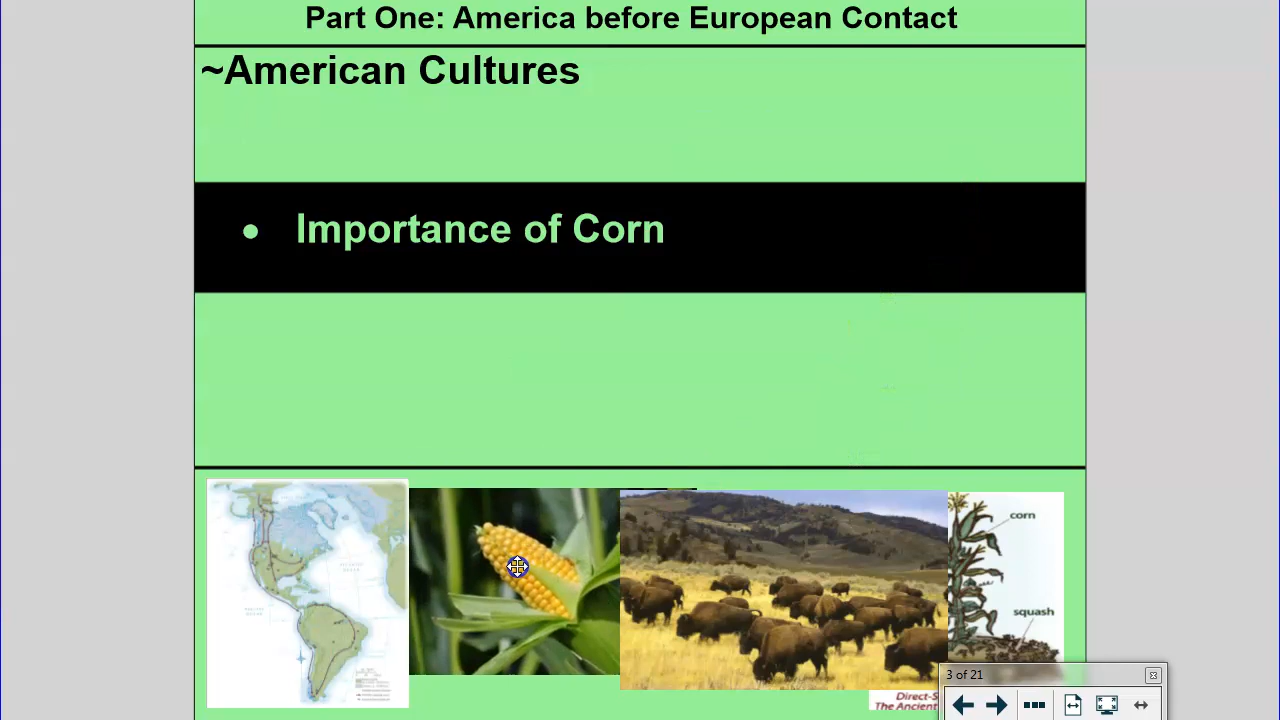 Part One: America before European Contact
~American Cultures
• Importance of Corn
corn
squash
Direct-S
The Ancient
3 of 21